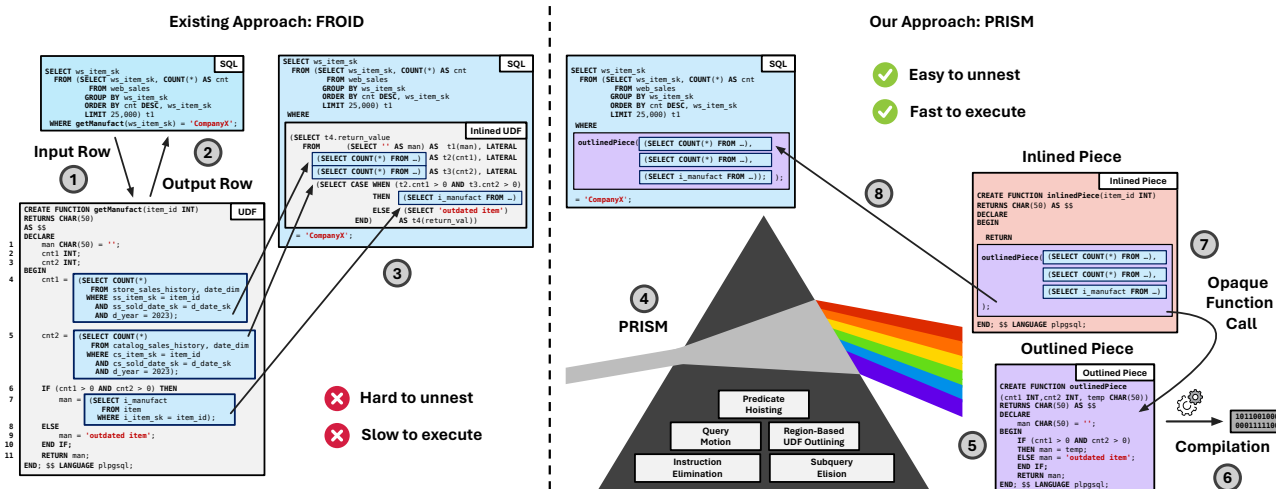 Existing Approach: FROID
SQL
SELECT ws_item_sk
FROM (SELECT ws_item_sk, COUNT(*) AS cnt
FROM web_sales
GROUP BY ws_item_sk
ORDER BY cnt DESC, ws_item_sk
LIMIT 25,000) t1
WHERE getManufact(ws_item_sk) = 'CompanyX';
Input Row
1
2
Output Row
UDF
CREATE FUNCTION getManufact(item_id INT)
RETURNS CHAR(50)
AS $$
DECLARE
1 man CHAR(50) = '';
2 cnt1 INT;
3 cnt2 INT;
BEGIN
4 cnt1 = (SELECT COUNT(*)
FROM store_sales_history, date_dim
WHERE ss_item_sk = item_id
AND ss_sold_date_sk = d_date_sk
AND d_year = 2023);
5 cnt2 = (SELECT COUNT(*)
FROM catalog_sales_history, date_dim
WHERE cs_item_sk = item_id
AND cs_sold_date_sk = d_date_sk
AND d_year = 2023);
6 IF (cnt1 > 0 AND cnt2 > 0) THEN
7 man = (SELECT i_manufact
FROM item
WHERE i_item_sk = item_id);
8 ELSE
9 man = 'outdated item';
10 END IF;
11 RETURN man;
END; $$ LANGUAGE plpgsql;
SQL
SELECT ws_item_sk
FROM (SELECT ws_item_sk, COUNT(*) AS cnt
FROM web_sales
GROUP BY ws_item_sk
ORDER BY cnt DESC, ws_item_sk
LIMIT 25,000) t1
WHERE
Inlined UDF
(SELECT t4.return_value
FROM (SELECT '' AS man) AS t1(man), LATERAL
(SELECT COUNT(*) FROM …) AS t2(cnt1), LATERAL
(SELECT COUNT(*) FROM …) AS t3(cnt2), LATERAL
(SELECT CASE WHEN (t2.cnt1 > 0 AND t3.cnt2 > 0)
THEN (SELECT i_manufact FROM …)
ELSE (SELECT 'outdated item')
END) AS t4(return_val))
= 'CompanyX';
3
Hard to unnest
Slow to execute
Our Approach: PRISM
SQL
SELECT ws_item_sk
FROM (SELECT ws_item_sk, COUNT(*) AS cnt
FROM web_sales
GROUP BY ws_item_sk
ORDER BY cnt DESC, ws_item_sk
LIMIT 25,000) t1
WHERE
outlinedPiece( (SELECT COUNT(*) FROM …),
(SELECT COUNT(*) FROM …),
(SELECT i_manufact FROM …)); );
= 'CompanyX';
Easy to unnest
Fast to execute
4
PRISM
Predicate
Hoisting
Query
Motion
Region-Based
UDF Outlining
Instruction
Elimination
Subquery
Elision
8
Inlined Piece
Inlined Piece
CREATE FUNCTION inlinedPiece(item_id INT)
RETURNS CHAR(50) AS $$
DECLARE
BEGIN
RETURN
outlinedPiece( (SELECT COUNT(*) FROM …),
(SELECT COUNT(*) FROM …),
(SELECT i_manufact FROM …)
);
END; $$ LANGUAGE plpgsql;
7
Opaque
Function
Call
Outlined Piece
Outlined Piece
CREATE FUNCTION outlinedPiece
(cnt1 INT,cnt2 INT, temp CHAR(50))
RETURNS CHAR(50) AS $$
DECLARE
man CHAR(50) = '';
BEGIN
IF (cnt1 > 0 AND cnt2 > 0)
THEN man = temp;
ELSE man = 'outdated item';
END IF;
RETURN man;
END; $$ LANGUAGE plpgsql;
5
Compilation
6